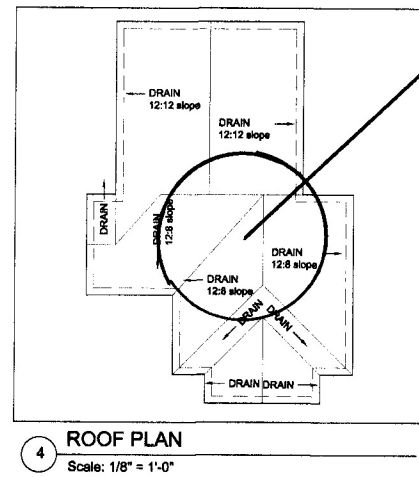 DRAIN
12:12 slope
DRAIN
12:12 slope
DRAIN
DRAIN
12:8 slope
DRAIN
12:8 slope
DRAIN
12:8 slope
DRAIN
DRAIN
DRAIN DRAIN
4
ROOF PLAN
Scale: 1/8" = 1'-0"